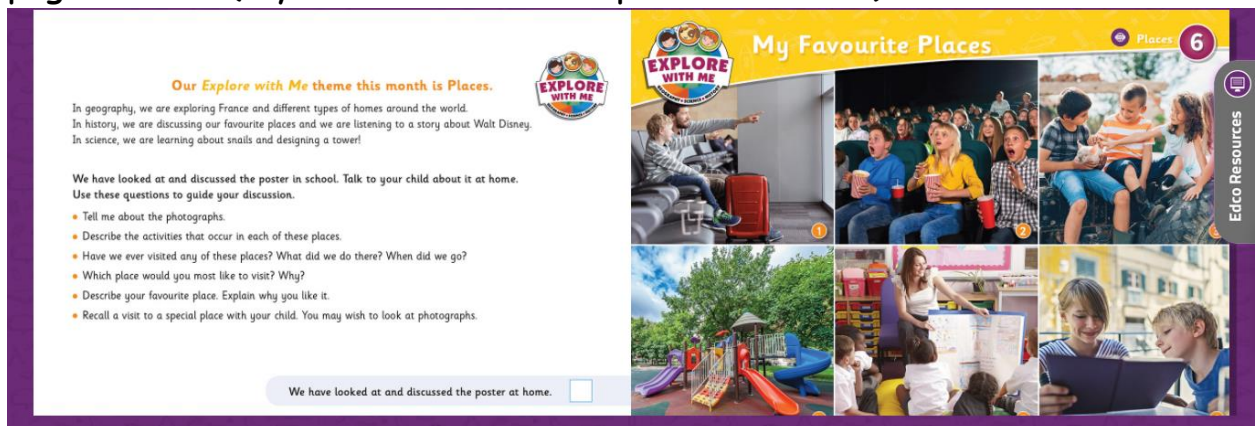 Our Explore with Me theme this month is Places.
In geography, we are exploring France and different types of homes around the world.
In history, we are discussing our favourite places and we are listening to a story about Walt Disney.
In science, we are learning about snails and designing a tower!
We have looked at and discussed the poster in school. Talk to your child about it at home.
Use these questions to guide your discussion.
• Tell me about the photographs.
• Describe the activities that occur in each of these places.
• Have we ever visited any of these places? What did we do there? When did we go?
• Which place would you most like to visit? Why?
• Describe your favourite place. Explain why you like it.
• Recall a visit to a special place with your child. You may wish to look at photographs.
We have looked at and discussed the poster at home.
EXPLORE
WITH ME
EXPLORE
WITH ME
My Favourite Places
Places
6
1
2
Edco Resources